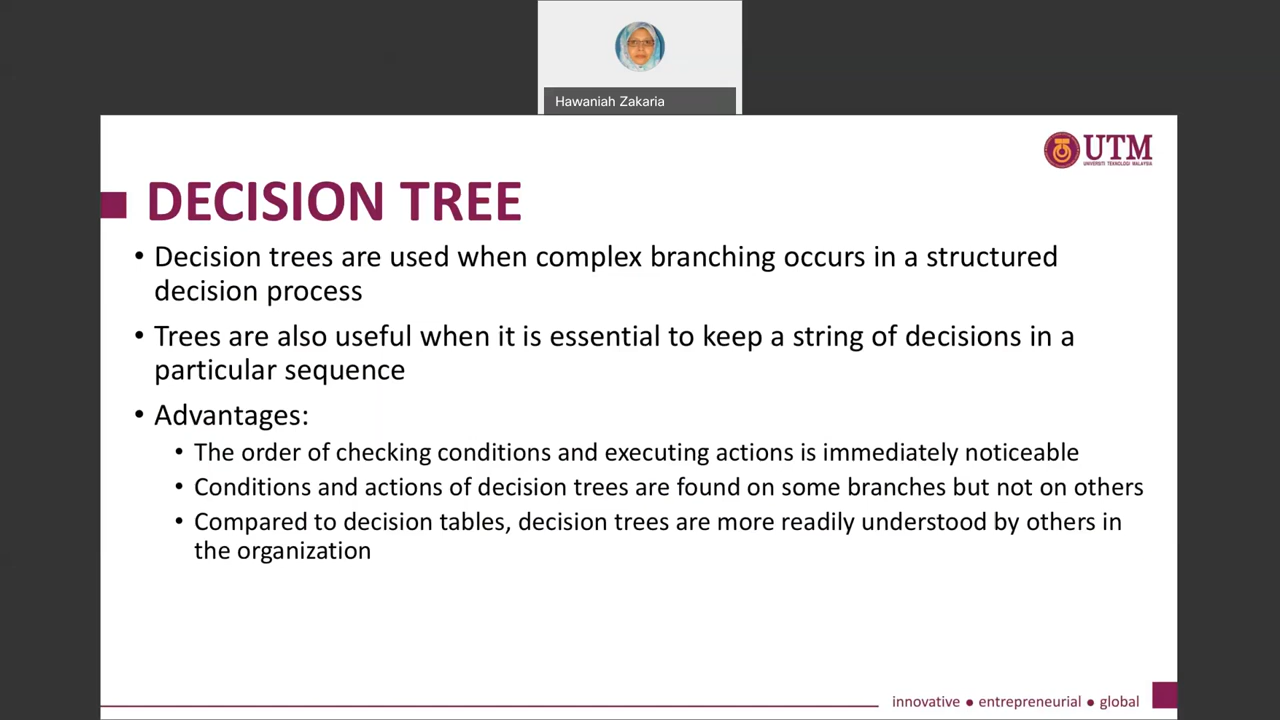 Hawaniah Zakaria
UTM
UNIVERSITI TEKNOLOGI MALAYSIA
DECISION TREE
• Decision trees are used when complex branching occurs in a structured
decision process
• Trees are also useful when it is essential to keep a string of decisions in a
particular sequence
• Advantages:
• The order of checking conditions and executing actions is immediately noticeable
• Conditions and actions of decision trees are found on some branches but not on others
• Compared to decision tables, decision trees are more readily understood by others in
the organization
innovative ● entrepreneurial ● global